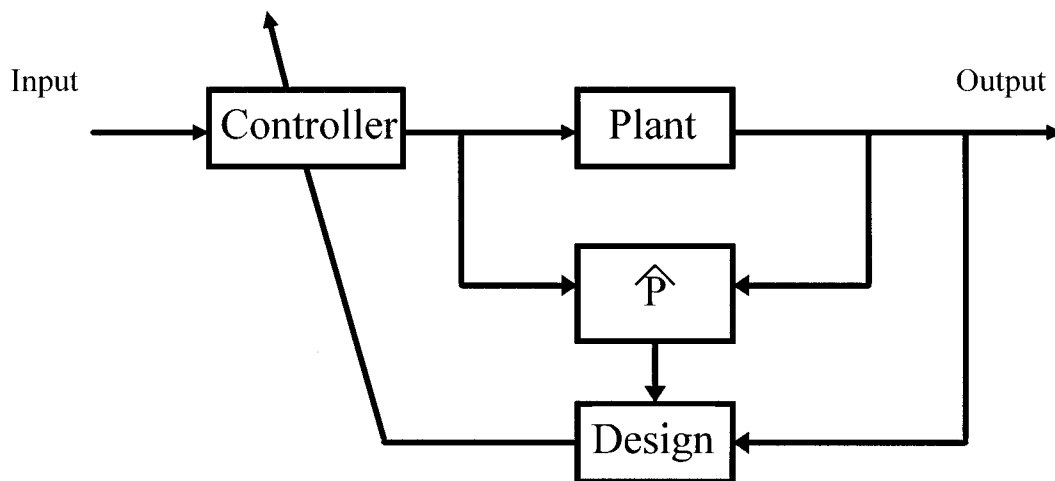 Input
Output
Controller
Plant
P̂
Design